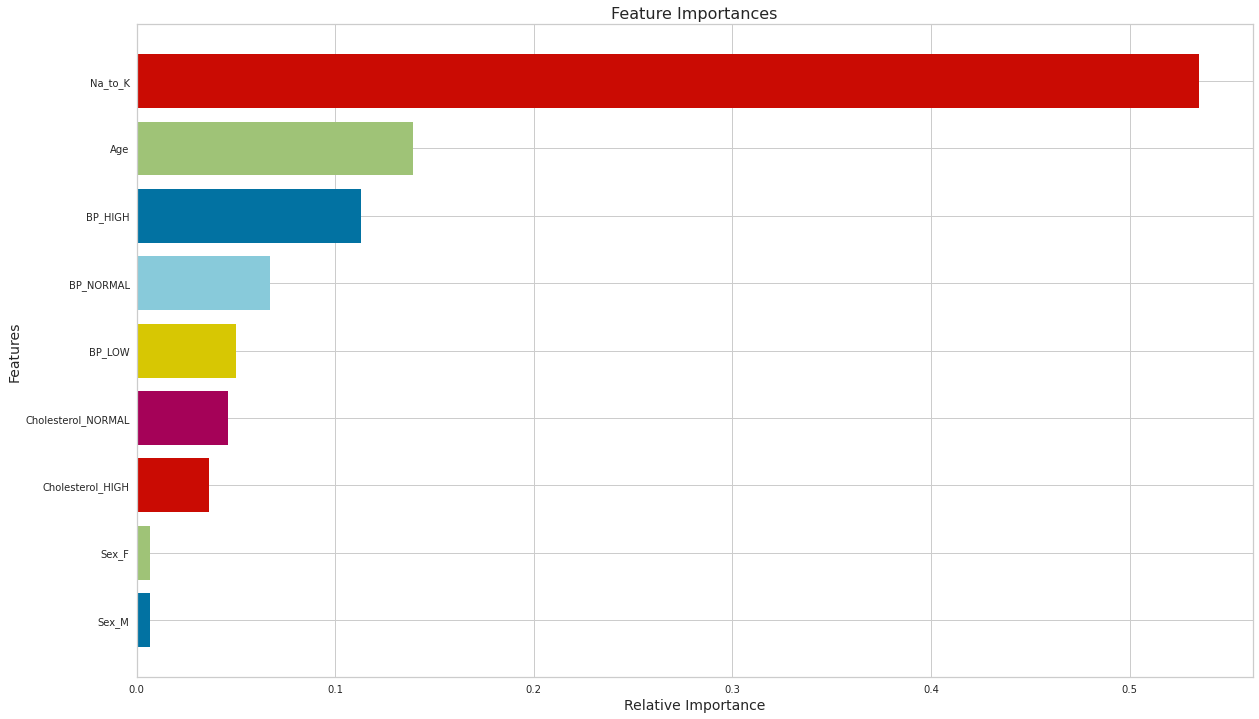 Feature Importances
Na_to_K
Age
BP_HIGH
BP_NORMAL
BP_LOW
Cholesterol_NORMAL
Cholesterol_HIGH
Sex_F
Sex_M
Features
0.0 0.1 0.2 0.3 0.4 0.5
Relative Importance